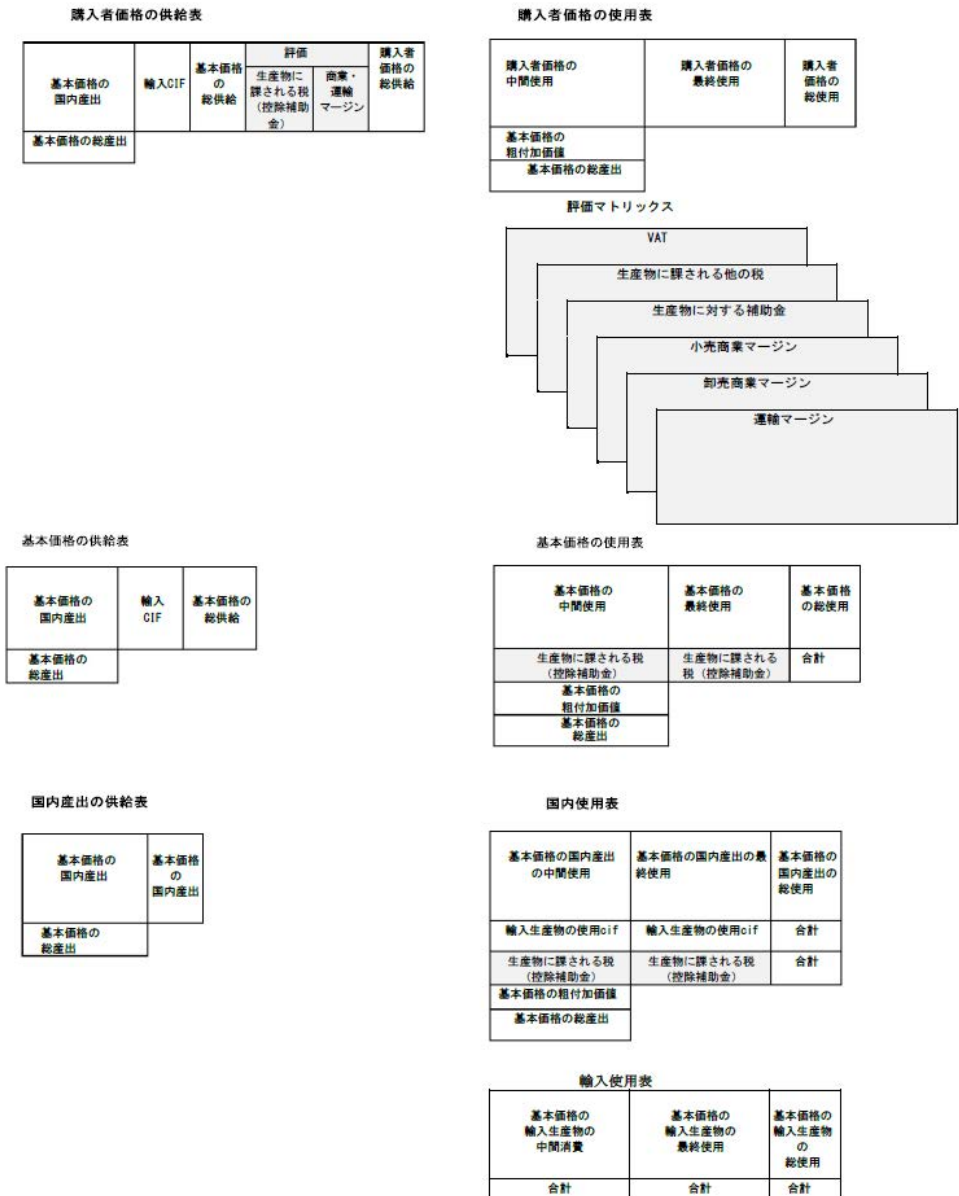 購入者価格の供給表
基本価格の
国内産出
輸入CIF
基本価格
の
総供給
評価
生産物に
課される税
（控除補助
金）
商業・
運輸
マージン
購入者
価格の
総供給
基本価格の総産出
購入者価格の使用表
購入者価格の
中間使用
購入者価格の
最終使用
購入者
価格の
総使用
基本価格の
粗付加価値
基本価格の総産出
評価マトリックス
VAT
生産物に課される他の税
生産物に対する補助金
小売商業マージン
卸売商業マージン
運輸マージン
基本価格の供給表
基本価格の
国内産出
輸入
CIF
基本価格の
総供給
基本価格の
総産出
基本価格の使用表
基本価格の
中間使用
基本価格の
最終使用
基本価格
の総使用
生産物に課される税
（控除補助金）
生産物に課される
税（控除補助金）
合計
基本価格の
粗付加価値
基本価格の
総産出
国内産出の供給表
基本価格の
国内産出
基本価格
の
国内産出
基本価格の
総産出
国内使用表
基本価格の国内産出
の中間使用
基本価格の国内産出の最
終使用
基本価格の
国内産出の
総使用
輸入生産物の使用cif
輸入生産物の使用cif
合計
生産物に課される税
（控除補助金）
生産物に課される税
（控除補助金）
合計
基本価格の粗付加価値
基本価格の総産出
輸入使用表
基本価格の
輸入生産物の
中間消費
基本価格の
輸入生産物の
最終使用
基本価格の
輸入生産物
の
総使用
合計
合計
合計